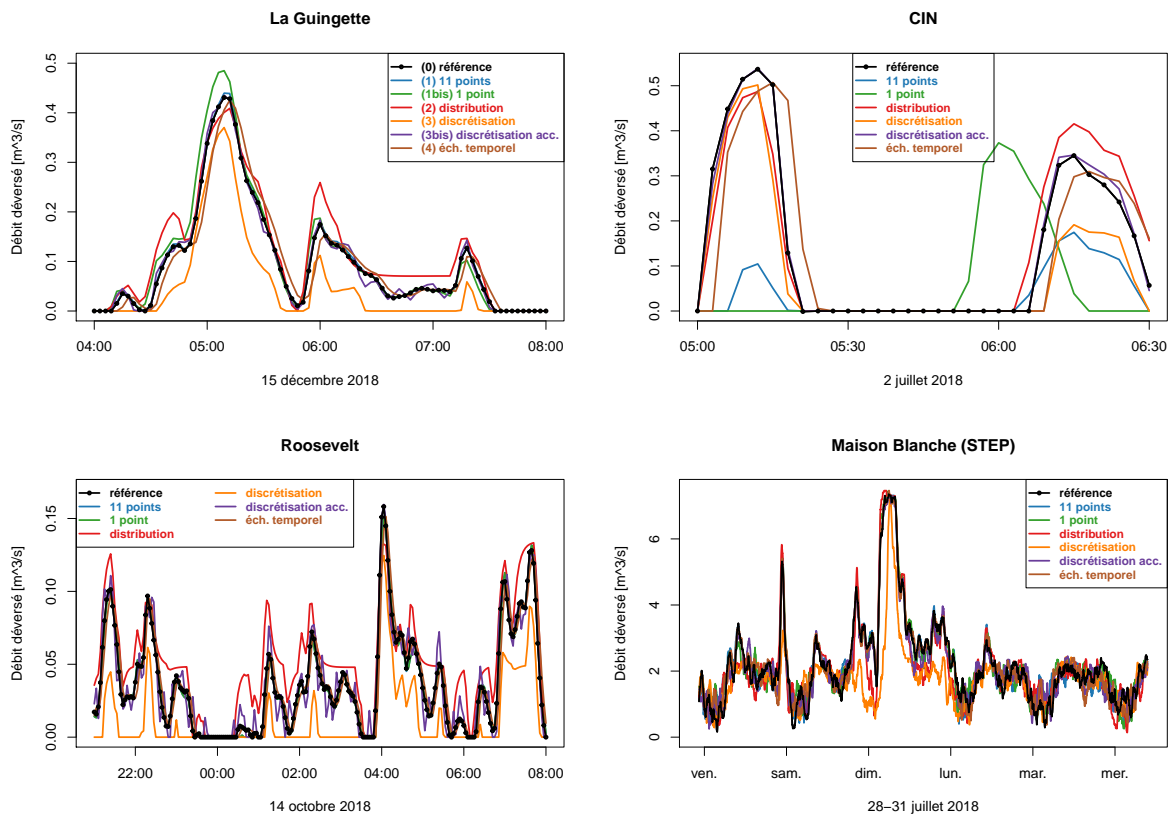 La Guingette
Débit déversé [m^3/s]
0.5
0.4
0.3
0.2
0.1
0.0
(0) référence
(1) 11 points
(1bis) 1 point
(2) distribution
(3) discrétisation
(3bis) discrétisation acc.
(4) éch. temporel
04:00 05:00 06:00 07:00 08:00
15 décembre 2018
CIN
Débit déversé [m^3/s]
0.5
0.4
0.3
0.2
0.1
0.0
référence
11 points
1 point
distribution
discrétisation
discrétisation acc.
éch. temporel
05:00 05:30 06:00 06:30
2 juillet 2018
Roosevelt
Débit déversé [m^3/s]
0.15
0.10
0.05
0.00
référence
11 points
1 point
distribution
discrétisation
discrétisation acc.
éch. temporel
22:00 00:00 02:00 04:00 06:00 08:00
14 octobre 2018
Maison Blanche (STEP)
Débit déversé [m^3/s]
6
4
2
0
référence
11 points
1 point
distribution
discrétisation
discrétisation acc.
éch. temporel
ven. sam. dim. lun. mar. mer.
28–31 juillet 2018